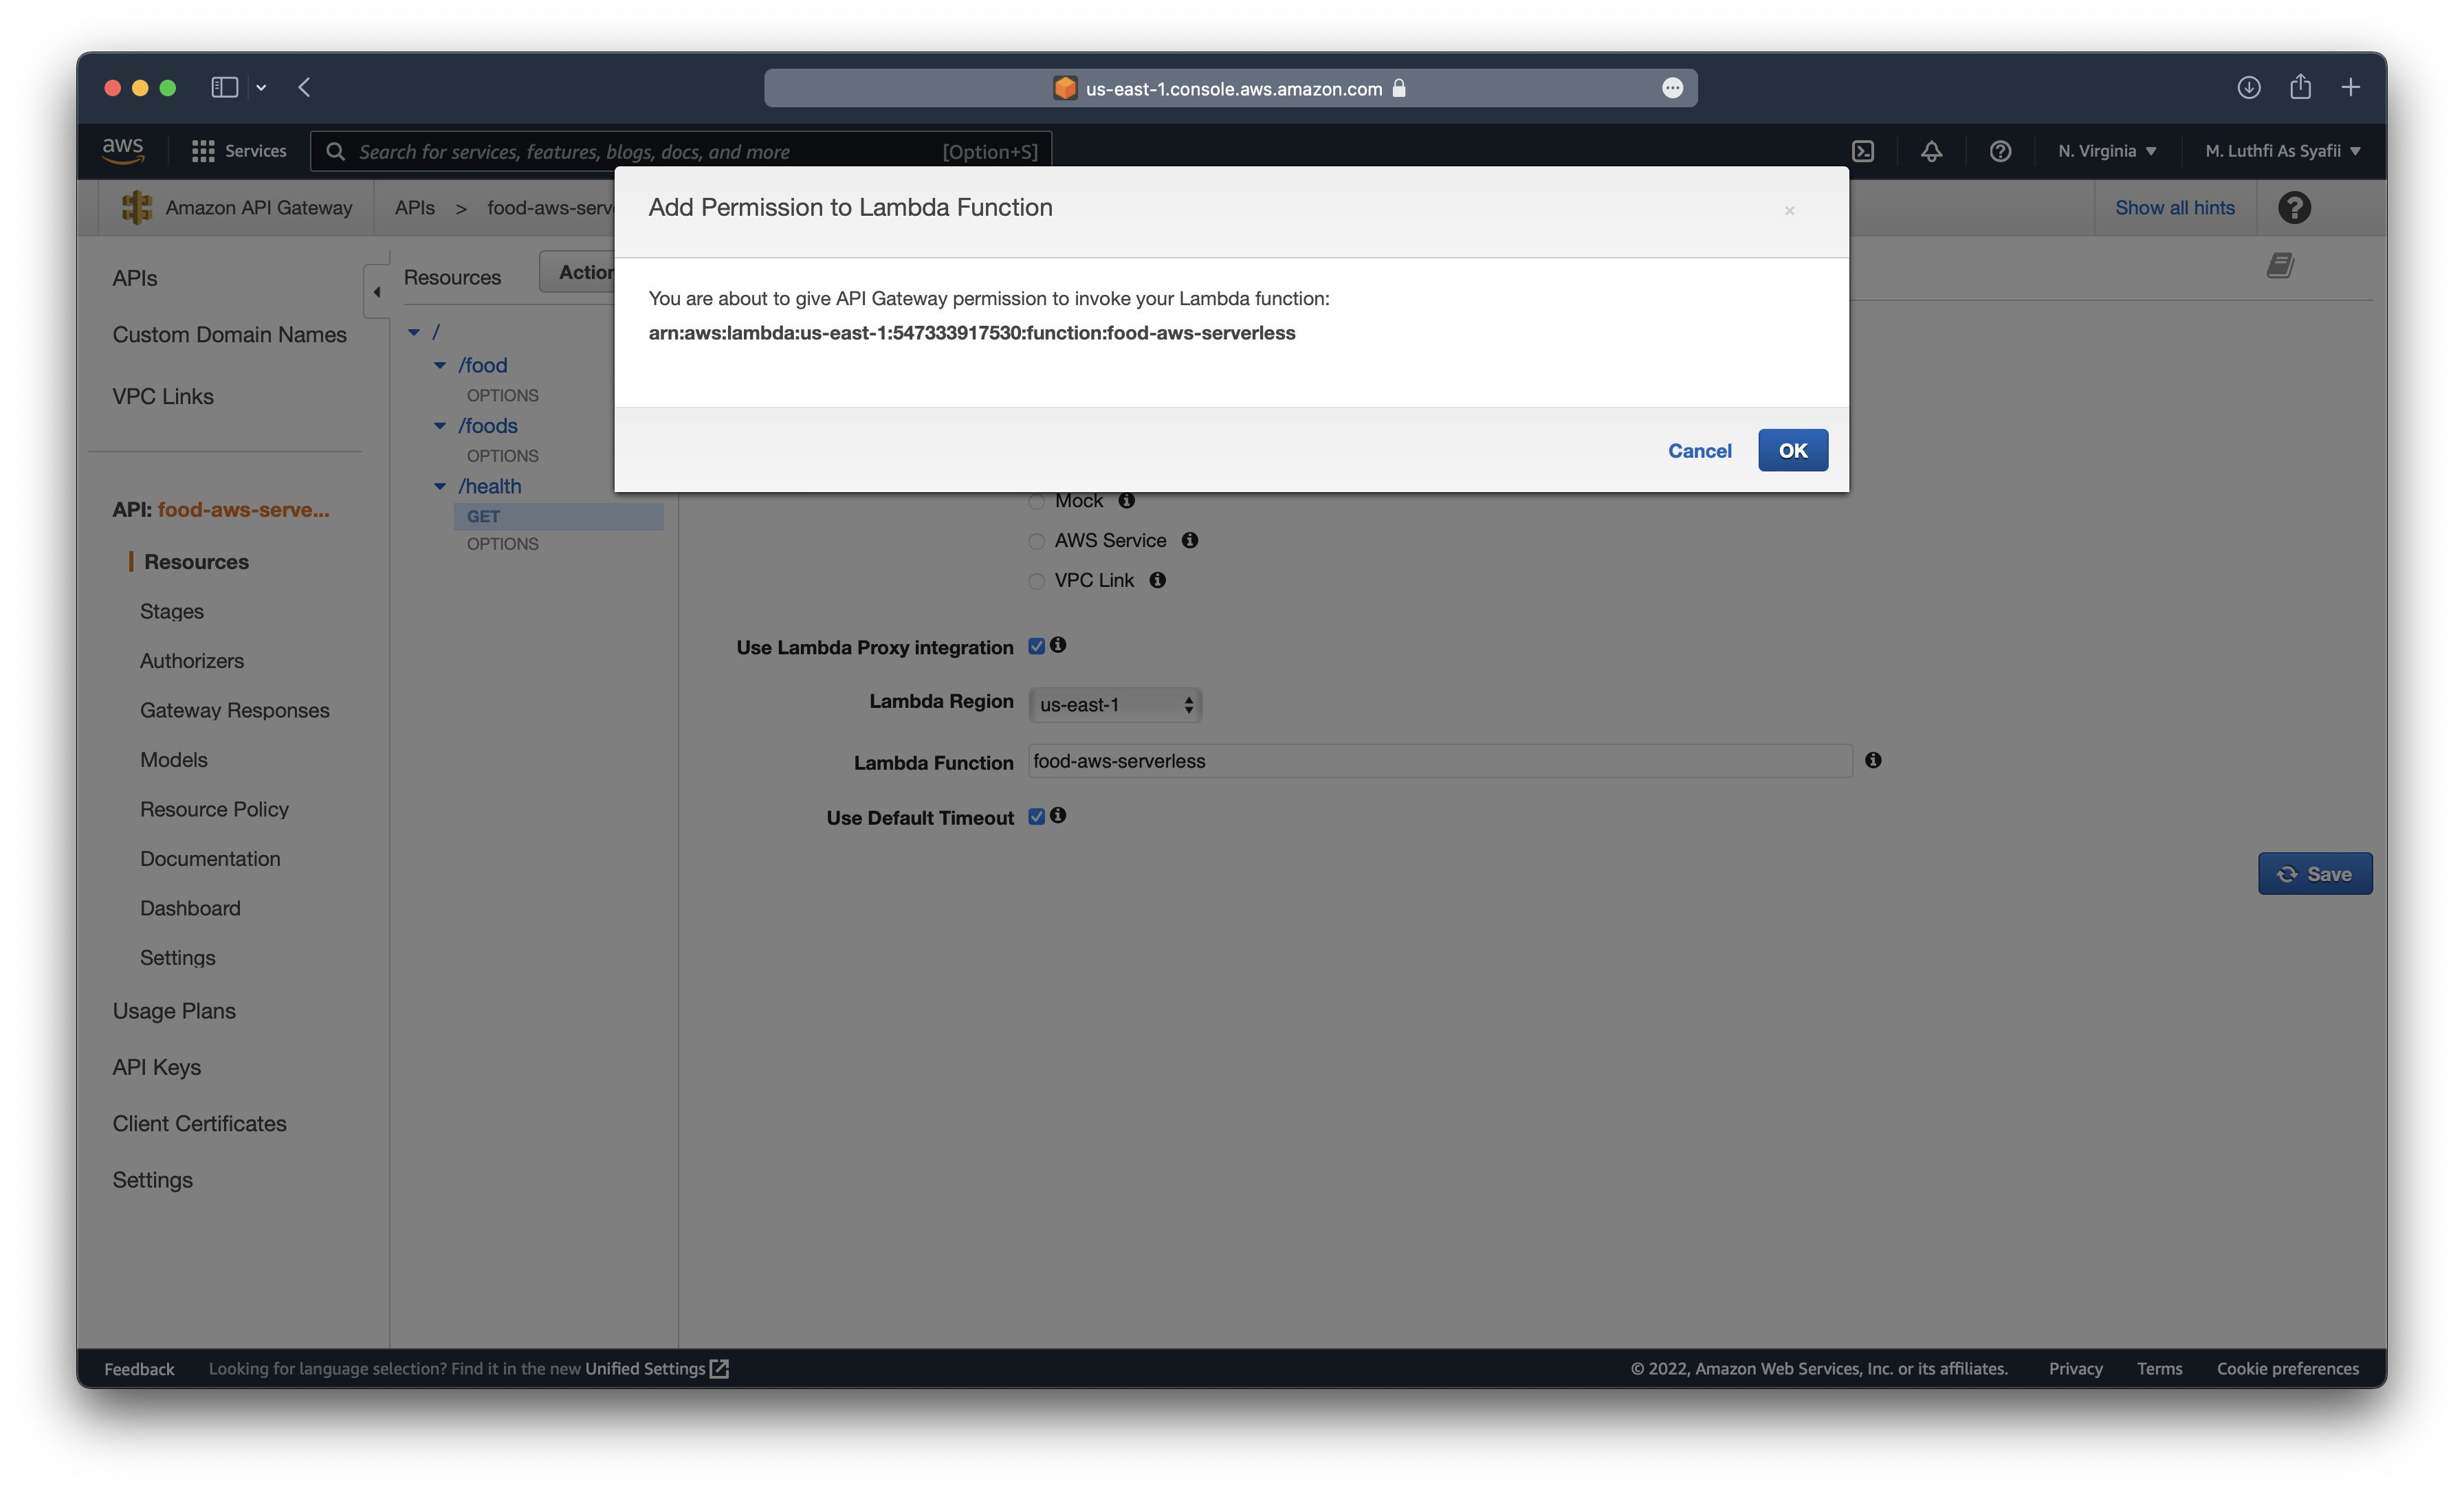 us-east-1.console.aws.amazon.com
aws
Services
Search for services, features, blogs, docs, and more
[Option+S]
N. Virginia ▼
M. Luthfi As Syafii ▼
Amazon API Gateway
APIs > food-aws-serv
Show all hints
Add Permission to Lambda Function
×
You are about to give API Gateway permission to invoke your Lambda function:
arn:aws:lambda:us-east-1:547333917530:function:food-aws-serverless
Cancel
OK
APIs
Custom Domain Names
VPC Links
API: food-aws-serve...
Resources
Stages
Authorizers
Gateway Responses
Models
Resource Policy
Documentation
Dashboard
Settings
Usage Plans
API Keys
Client Certificates
Settings
Resources
Action
/
/food
OPTIONS
/foods
OPTIONS
/health
GET
OPTIONS
Mock
AWS Service
VPC Link
Use Lambda Proxy integration
Lambda Region
us-east-1
Lambda Function
food-aws-serverless
Use Default Timeout
Save
Feedback
Looking for language selection? Find it in the new Unified Settings
© 2022, Amazon Web Services, Inc. or its affiliates.
Privacy
Terms
Cookie preferences